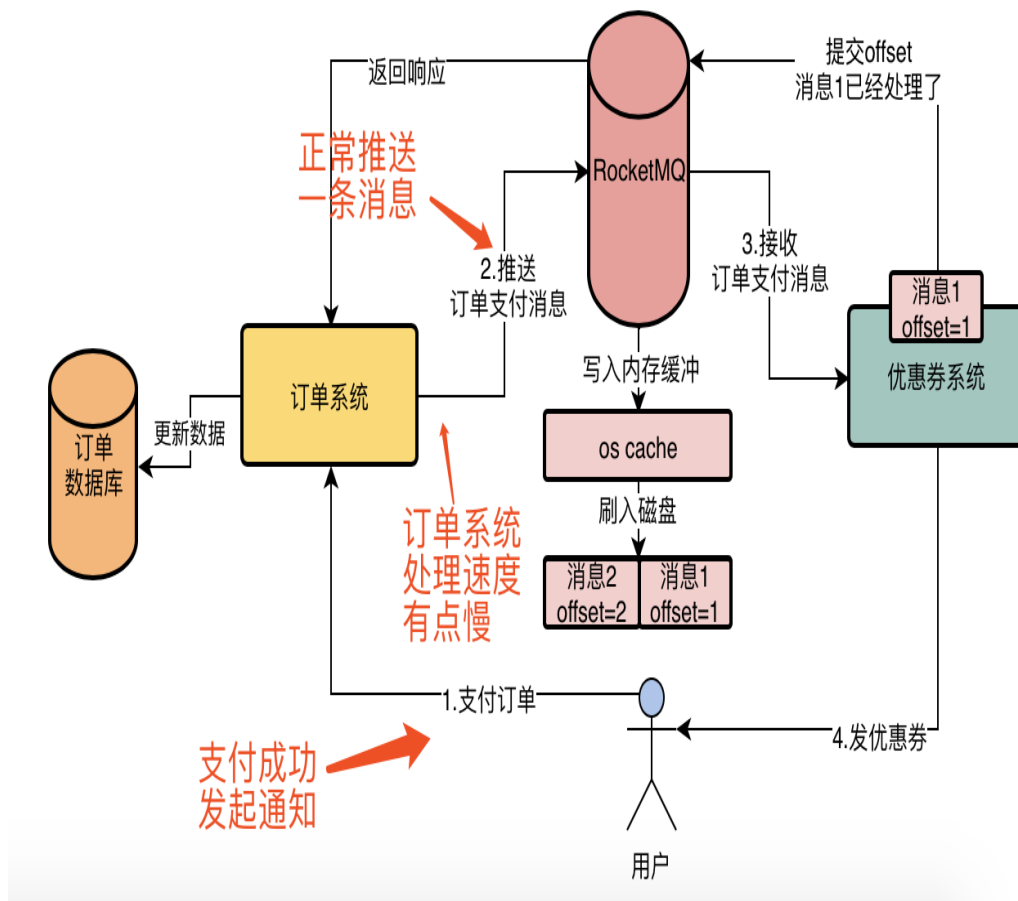 返回响应
提交offset
消息1已经处理了
正常推送
一条消息
RocketMQ
2.推送
订单支付消息
3.接收
订单支付消息
消息1
offset=1
写入内存缓冲
优惠券系统
订单系统
更新数据
订单
数据库
os cache
刷入磁盘
订单系统
处理速度
有点慢
消息2
offset=2
消息1
offset=1
1.支付订单
4.发优惠券
支付成功
发起通知
用户